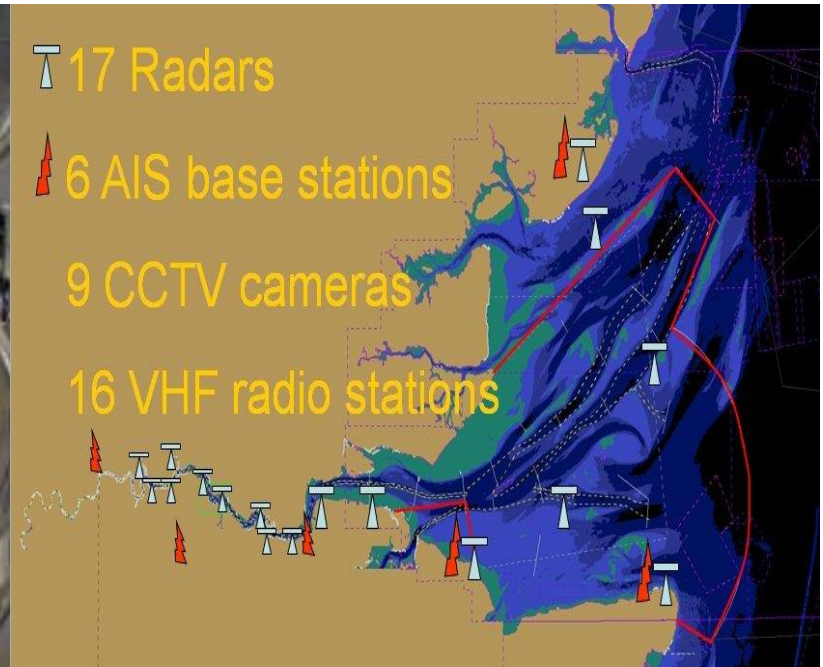 17 Radars
6 AIS base stations
9 CCTV cameras
16 VHF radio stations